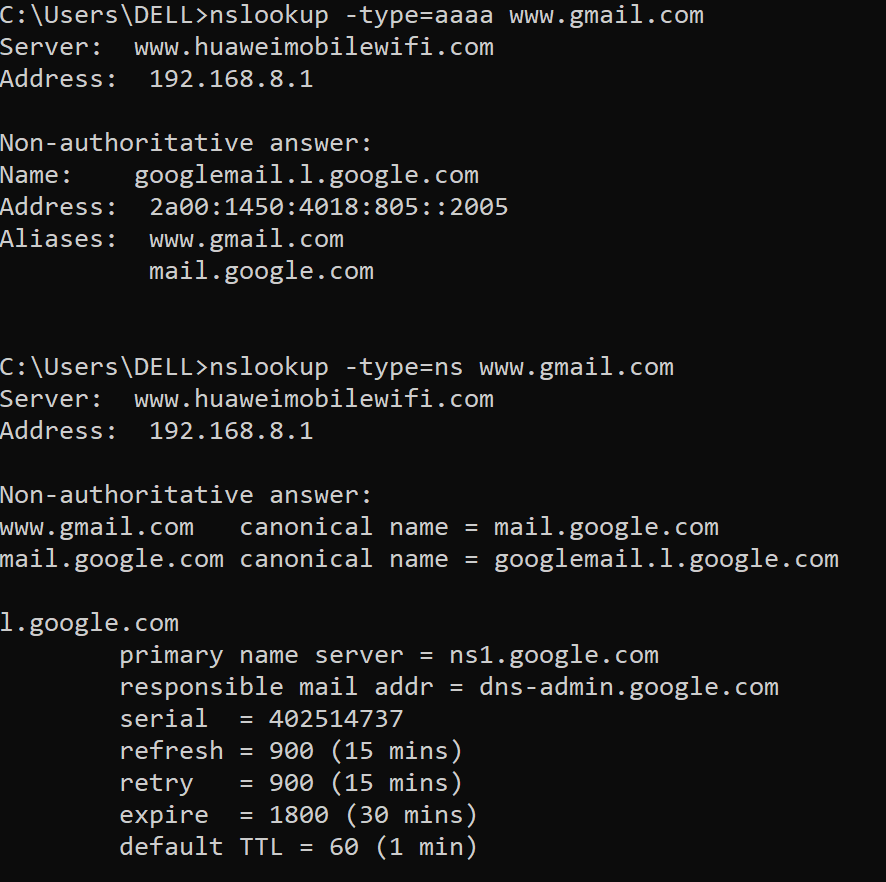 C:\Users\DELL>nslookup -type=aaaa www.gmail.com
Server:  www.huaweimobilewifi.com
Address:  192.168.8.1

Non-authoritative answer:
Name:    googlemail.l.google.com
Address:  2a00:1450:4018:805::2005
Aliases:  www.gmail.com
          mail.google.com

C:\Users\DELL>nslookup -type=ns www.gmail.com
Server:  www.huaweimobilewifi.com
Address:  192.168.8.1

Non-authoritative answer:
www.gmail.com   canonical name = mail.google.com
mail.google.com canonical name = googlemail.l.google.com

l.google.com
        primary name server = ns1.google.com
        responsible mail addr = dns-admin.google.com
        serial  = 402514737
        refresh = 900 (15 mins)
        retry   = 900 (15 mins)
        expire  = 1800 (30 mins)
        default TTL = 60 (1 min)